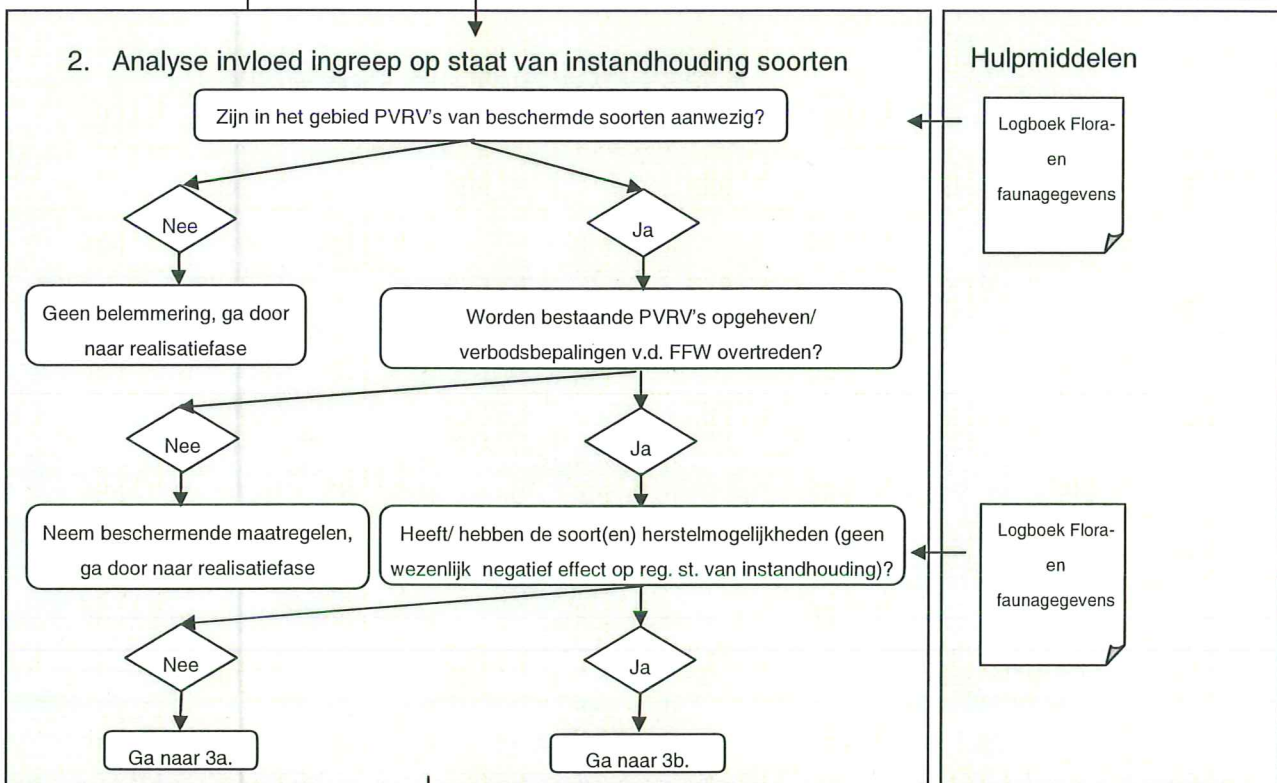 2. Analyse invloed ingreep op staat van instandhouding soorten
Zijn in het gebied PVRV's van beschermde soorten aanwezig?
Nee
Ja
Geen belemmering, ga door
naar realisatiefase
Worden bestaande PVRV's opgeheven/
verbodsbepalingen v.d. FFW overtreden?
Nee
Ja
Neem beschermende maatregelen,
ga door naar realisatiefase
Heeft/ hebben de soort(en) herstelmogelijkheden (geen
wezenlijk negatief effect op reg. st. van instandhouding)?
Nee
Ja
Ga naar 3a.
Ga naar 3b.
Hulpmiddelen
Logboek Flora-
en
faunagegevens
Logboek Flora-
en
faunagegevens